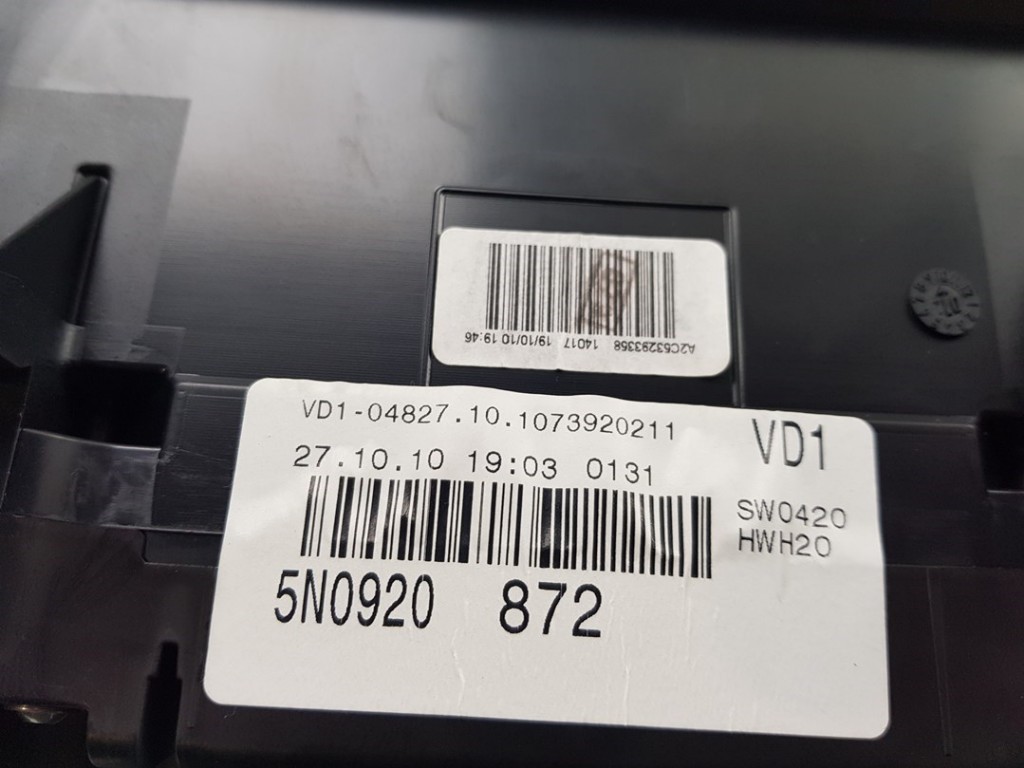 A2C53293358 14017 19/10/10 19:46
VD1-04827.10.1073920211
27.10.10 19:03 0131
VD1
SW0420
HWH20
5N0920 872